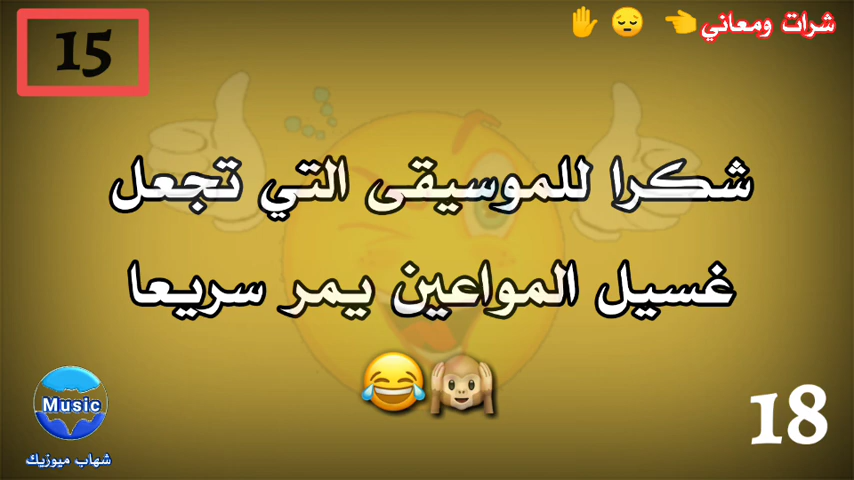 15
شرات ومعاني👈 😔 ✋
شكرا للموسيقى التي تجعل
غسيل المواعين يمر سريعا
🙉😂
Music
شهاب ميوزيك
18